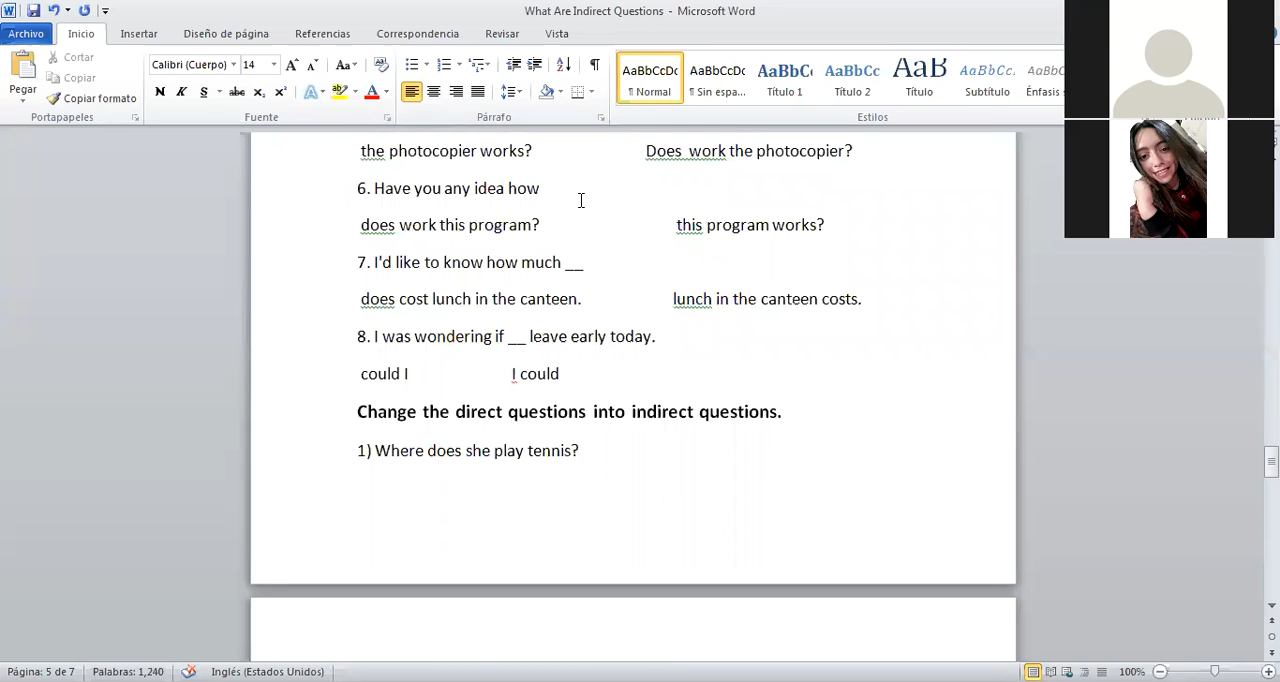 What Are Indirect Questions - Microsoft Word
Archivo Inicio Insertar Diseño de página Referencias Correspondencia Revisar Vista
Cortar
Copiar
Copiar formato
Pegar
Portapapeles
Calibri (Cuerpo) 14
Aa
N K S abc x₂ x² A ab A
Fuente
Párrafo
AaBbCcDc AaBbCcDc AaBbC AaBbCc AaB AaBbCc. AaBbCc
¶ Normal ¶ Sin espa... Título 1 Título 2 Título Subtítulo Énfasis
Estilos
the photocopier works? Does work the photocopier?
6. Have you any idea how
does work this program? this program works?
7. I'd like to know how much __
does cost lunch in the canteen. lunch in the canteen costs.
8. I was wondering if __ leave early today.
could I I could
Change the direct questions into indirect questions.
1) Where does she play tennis?
Página: 5 de 7 Palabras: 1,240 Inglés (Estados Unidos) 100%